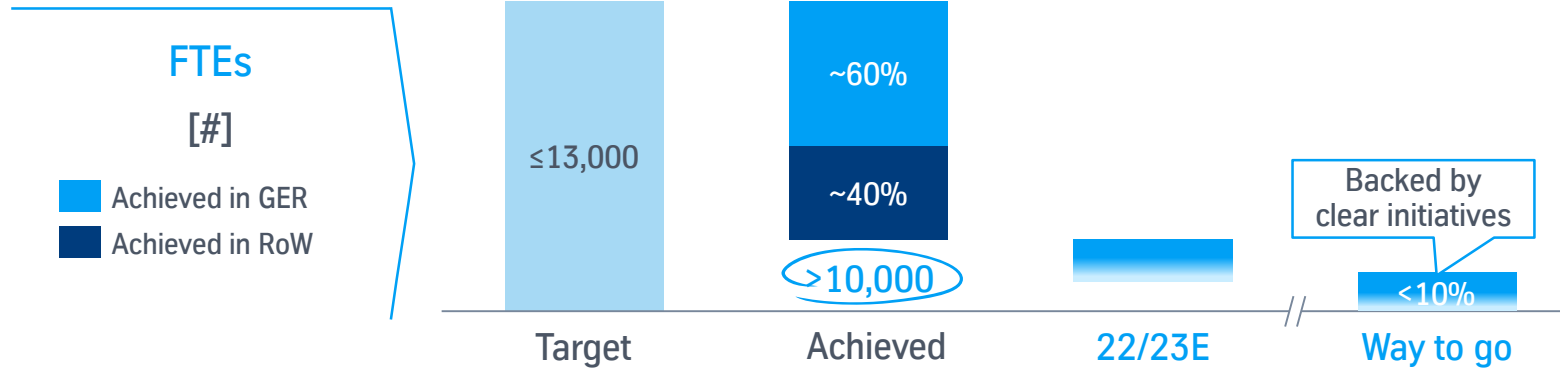 FTEs
[#]
Achieved in GER
Achieved in RoW
≤13,000
~60%
~40%
>10,000
Backed by
clear initiatives
<10%
Target
Achieved
22/23E
Way to go